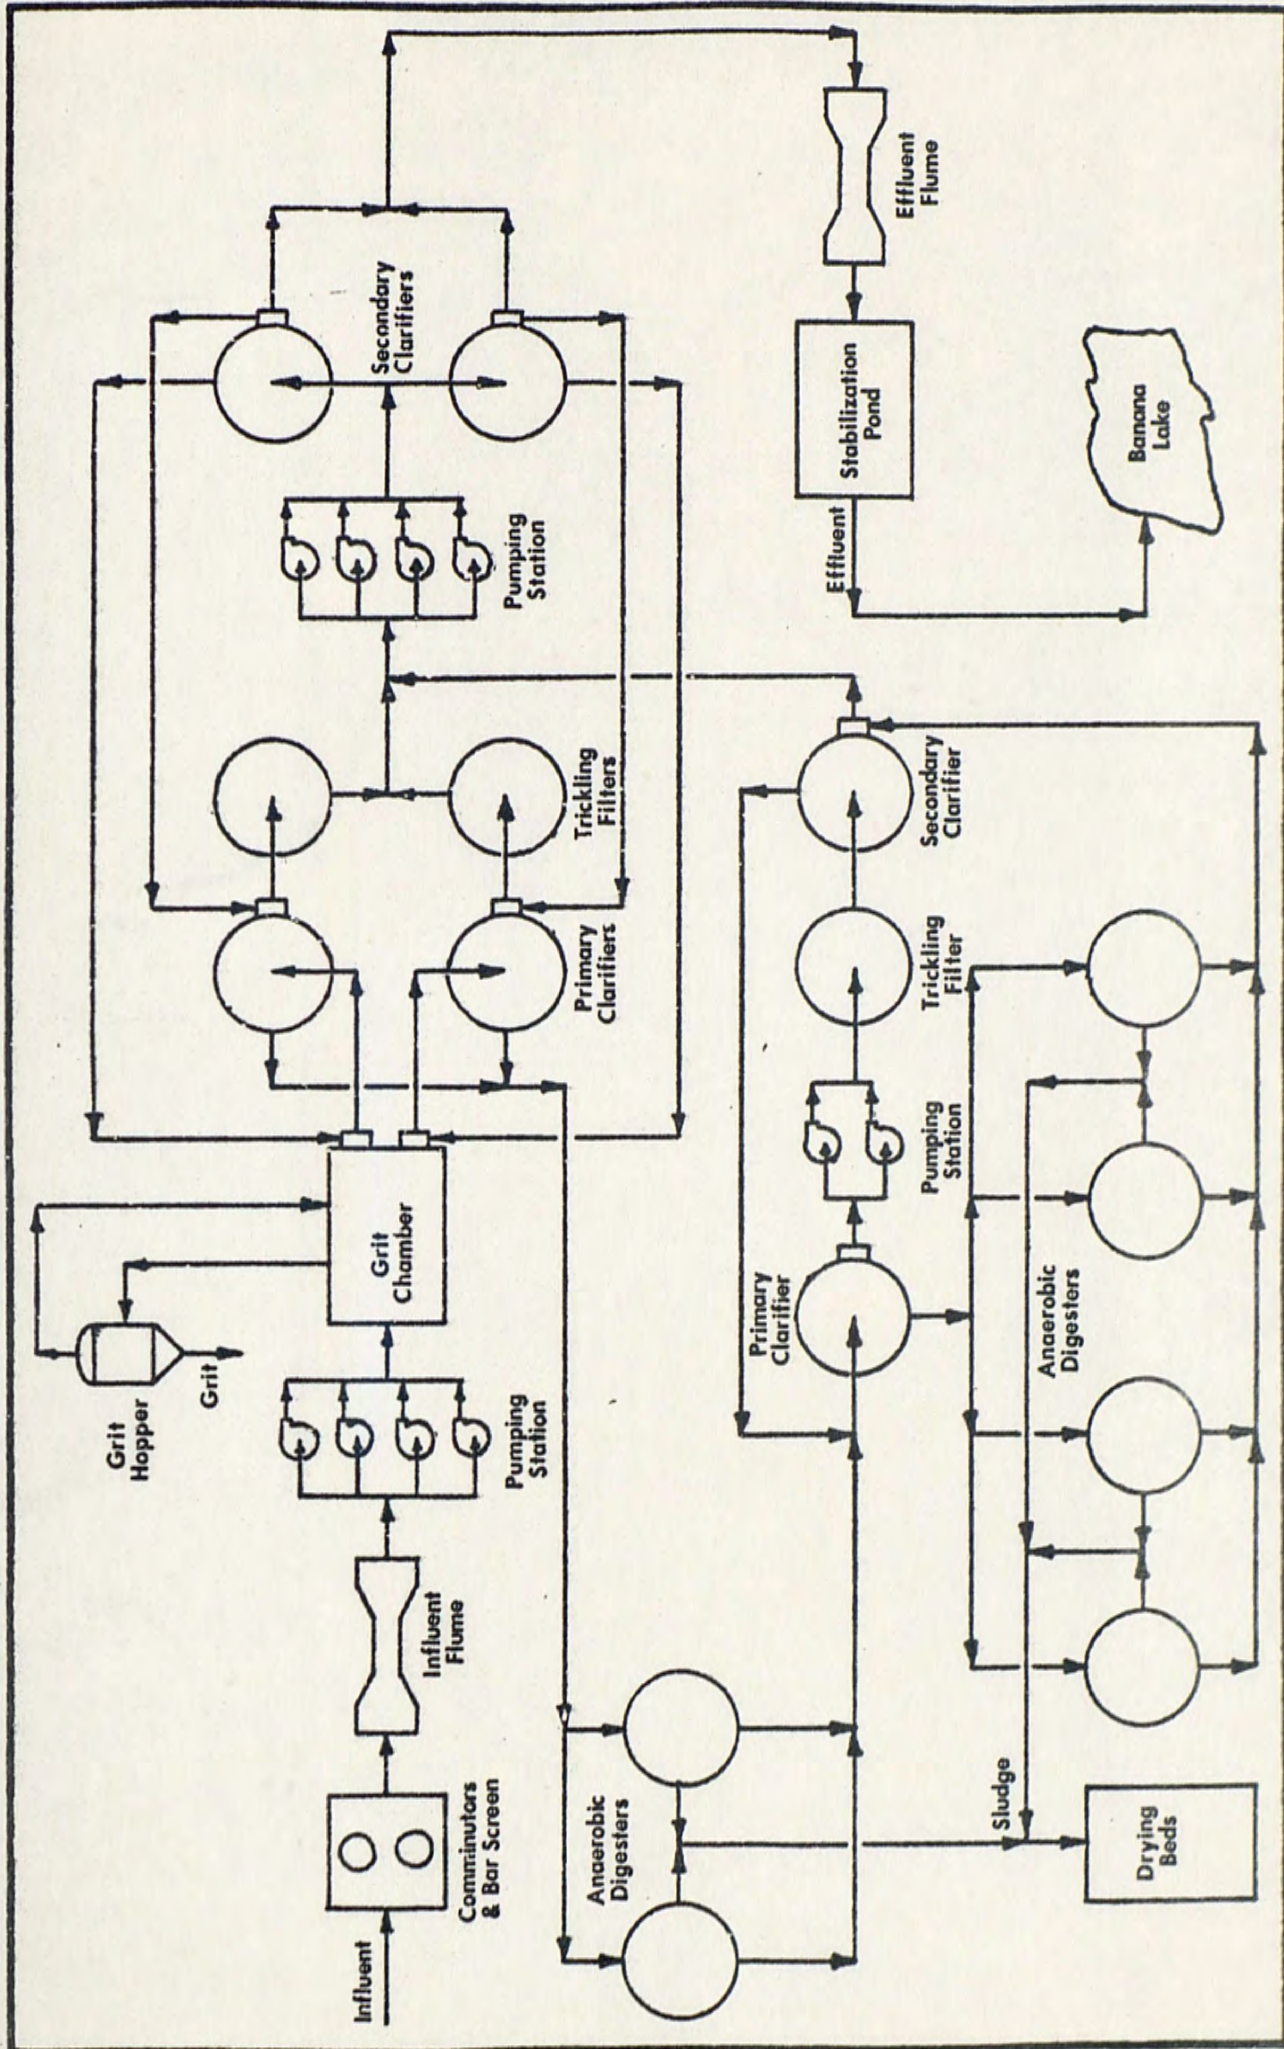 Influent
Comminutors
& Bar Screen
Influent
Flume
Pumping
Station
Grit
Hopper
Grit
Grit
Chamber
Primary
Clarifiers
Trickling
Filters
Pumping
Station
Secondary
Clarifiers
Anaerobic
Digesters
Primary
Clarifier
Pumping
Station
Trickling
Filter
Secondary
Clarifier
Effluent
Stabilization
Pond
Effluent
Flume
Sludge
Drying
Beds
Anaerobic
Digesters
Banana
Lake